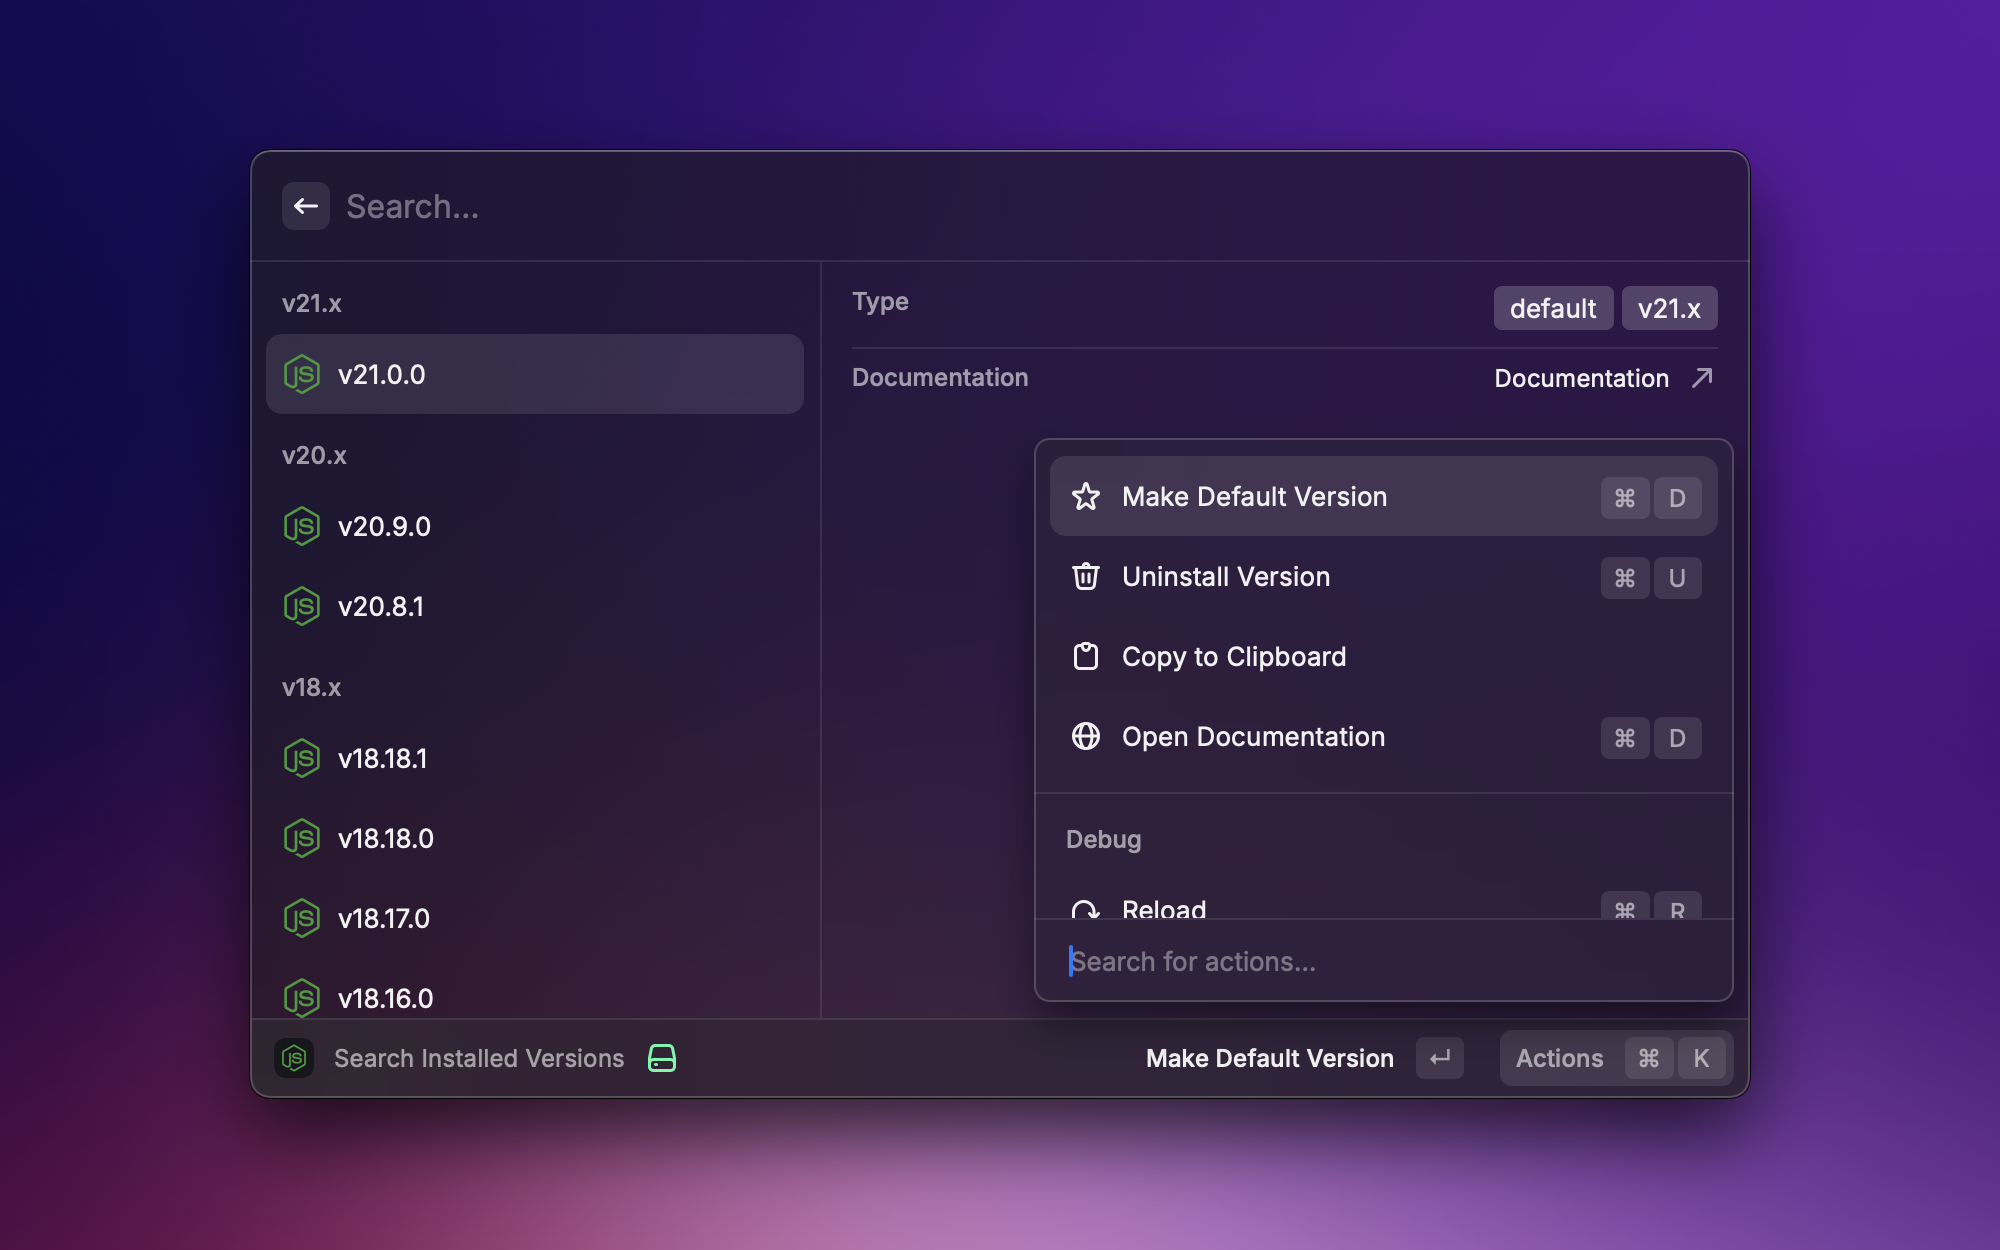 Search...
v21.x
v21.0.0
v20.x
v20.9.0
v20.8.1
v18.x
v18.18.1
v18.18.0
v18.17.0
v18.16.0
Type
default v21.x
Documentation
Documentation
Make Default Version ⌘ D
Uninstall Version ⌘ U
Copy to Clipboard
Open Documentation ⌘ D
Debug
Reload ⌘ R
Search for actions...
Search Installed Versions
Make Default Version ↵
Actions ⌘ K